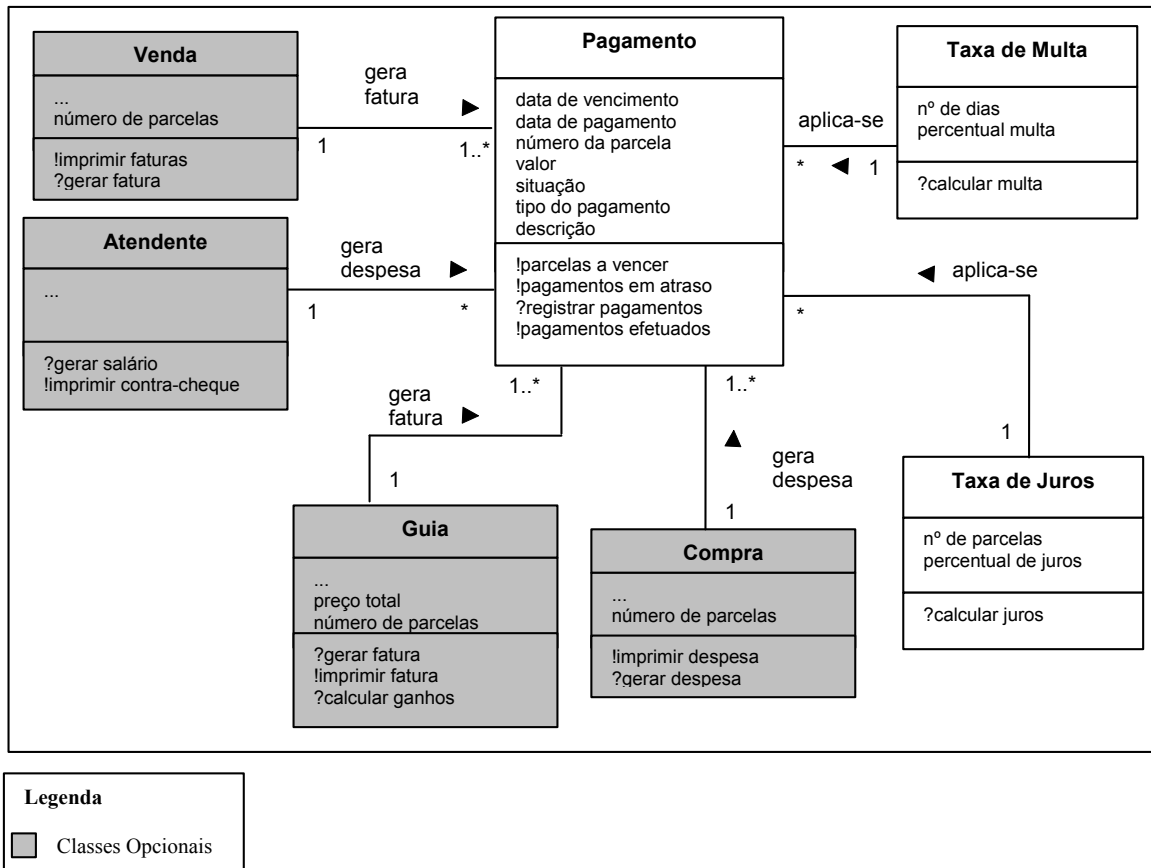 Venda
...
número de parcelas
!imprimir faturas
?gerar fatura
gera
fatura
1
1..*
Pagamento
data de vencimento
data de pagamento
número da parcela
valor
situação
tipo do pagamento
descrição
!parcelas a vencer
!pagamentos em atraso
?registrar pagamentos
!pagamentos efetuados
aplica-se
*
1
Taxa de Multa
nº de dias
percentual multa
?calcular multa
Atendente
...
?gerar salário
!imprimir contra-cheque
gera
despesa
1
*
aplica-se
*
1
gera
fatura
1..*
1
1..*
gera
despesa
1
Guia
...
preço total
número de parcelas
?gerar fatura
!imprimir fatura
?calcular ganhos
Compra
...
número de parcelas
!imprimir despesa
?gerar despesa
Taxa de Juros
nº de parcelas
percentual de juros
?calcular juros
Legenda
Classes Opcionais